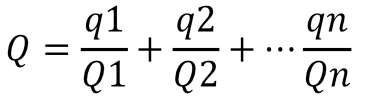 Q = q1/Q1 + q2/Q2 + ⋯ qn/Qn